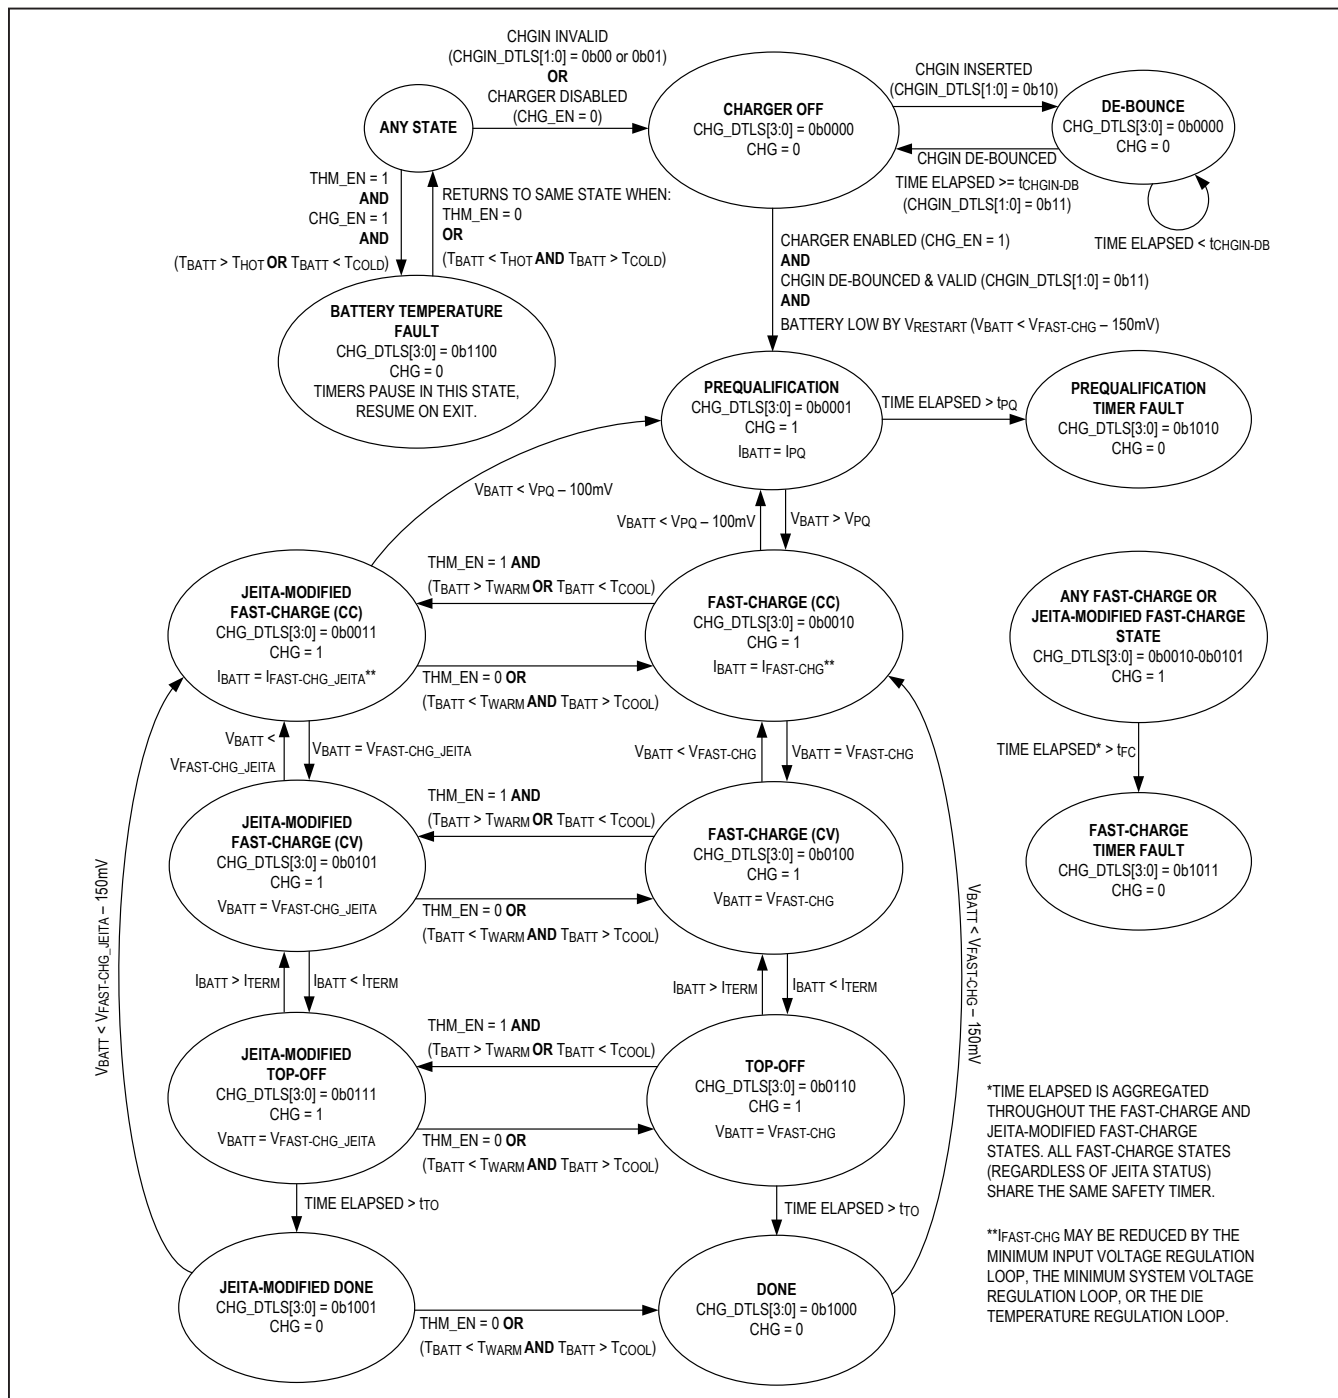 CHGIN INVALID
(CHGIN_DTLS[1:0] = 0b00 or 0b01)
OR
CHARGER DISABLED
(CHG_EN = 0)
ANY STATE
CHARGER OFF
CHG_DTLS[3:0] = 0b0000
CHG = 0
CHGIN INSERTED
(CHGIN_DTLS[1:0] = 0b10)
DE-BOUNCE
CHG_DTLS[3:0] = 0b0000
CHG = 0
CHGIN DE-BOUNCED
TIME ELAPSED >= tCHGIN-DB
(CHGIN_DTLS[1:0] = 0b11)
TIME ELAPSED < tCHGIN-DB
THM_EN = 1
AND
CHG_EN = 1
AND
(TBATT > THOT OR TBATT < TCOLD)
RETURNS TO SAME STATE WHEN:
THM_EN = 0
OR
(TBATT < THOT AND TBATT > TCOLD)
CHARGER ENABLED (CHG_EN = 1)
AND
CHGIN DE-BOUNCED & VALID (CHGIN_DTLS[1:0] = 0b11)
AND
BATTERY LOW BY VRESTART (VBATT < VFAST-CHG – 150mV)
BATTERY TEMPERATURE
FAULT
CHG_DTLS[3:0] = 0b1100
CHG = 0
TIMERS PAUSE IN THIS STATE,
RESUME ON EXIT.
PREQUALIFICATION
CHG_DTLS[3:0] = 0b0001
CHG = 1
IBATT = IPQ
TIME ELAPSED > tPQ
PREQUALIFICATION
TIMER FAULT
CHG_DTLS[3:0] = 0b1010
CHG = 0
VBATT < VPQ – 100mV
VBATT < VPQ – 100mV
VBATT > VPQ
JEITA-MODIFIED
FAST-CHARGE (CC)
CHG_DTLS[3:0] = 0b0011
CHG = 1
IBATT = IFAST-CHG_JEITA**
THM_EN = 1 AND
(TBATT > TWARM OR TBATT < TCOOL)
THM_EN = 0 OR
(TBATT < TWARM AND TBATT > TCOOL)
FAST-CHARGE (CC)
CHG_DTLS[3:0] = 0b0010
CHG = 1
IBATT = IFAST-CHG**
ANY FAST-CHARGE OR
JEITA-MODIFIED FAST-CHARGE
STATE
CHG_DTLS[3:0] = 0b0010-0b0101
CHG = 1
VBATT <
VFAST-CHG_JEITA
VBATT = VFAST-CHG_JEITA
VBATT < VFAST-CHG
VBATT = VFAST-CHG
TIME ELAPSED* > tFC
JEITA-MODIFIED
FAST-CHARGE (CV)
CHG_DTLS[3:0] = 0b0101
CHG = 1
VBATT = VFAST-CHG_JEITA
THM_EN = 1 AND
(TBATT > TWARM OR TBATT < TCOOL)
THM_EN = 0 OR
(TBATT < TWARM AND TBATT > TCOOL)
FAST-CHARGE (CV)
CHG_DTLS[3:0] = 0b0100
CHG = 1
VBATT = VFAST-CHG
FAST-CHARGE
TIMER FAULT
CHG_DTLS[3:0] = 0b1011
CHG = 0
VBATT < VFAST-CHG_JEITA – 150mV
VBATT < VFAST-CHG – 150mV
IBATT > ITERM
IBATT < ITERM
IBATT > ITERM
IBATT < ITERM
JEITA-MODIFIED
TOP-OFF
CHG_DTLS[3:0] = 0b0111
CHG = 1
VBATT = VFAST-CHG_JEITA
THM_EN = 1 AND
(TBATT > TWARM OR TBATT < TCOOL)
THM_EN = 0 OR
(TBATT < TWARM AND TBATT > TCOOL)
TOP-OFF
CHG_DTLS[3:0] = 0b0110
CHG = 1
VBATT = VFAST-CHG
TIME ELAPSED > tTO
TIME ELAPSED > tTO
JEITA-MODIFIED DONE
CHG_DTLS[3:0] = 0b1001
CHG = 0
THM_EN = 0 OR
(TBATT < TWARM AND TBATT > TCOOL)
DONE
CHG_DTLS[3:0] = 0b1000
CHG = 0
*TIME ELAPSED IS AGGREGATED
THROUGHOUT THE FAST-CHARGE AND
JEITA-MODIFIED FAST-CHARGE
STATES. ALL FAST-CHARGE STATES
(REGARDLESS OF JEITA STATUS)
SHARE THE SAME SAFETY TIMER.
**IFAST-CHG MAY BE REDUCED BY THE
MINIMUM INPUT VOLTAGE REGULATION
LOOP, THE MINIMUM SYSTEM VOLTAGE
REGULATION LOOP, OR THE DIE
TEMPERATURE REGULATION LOOP.